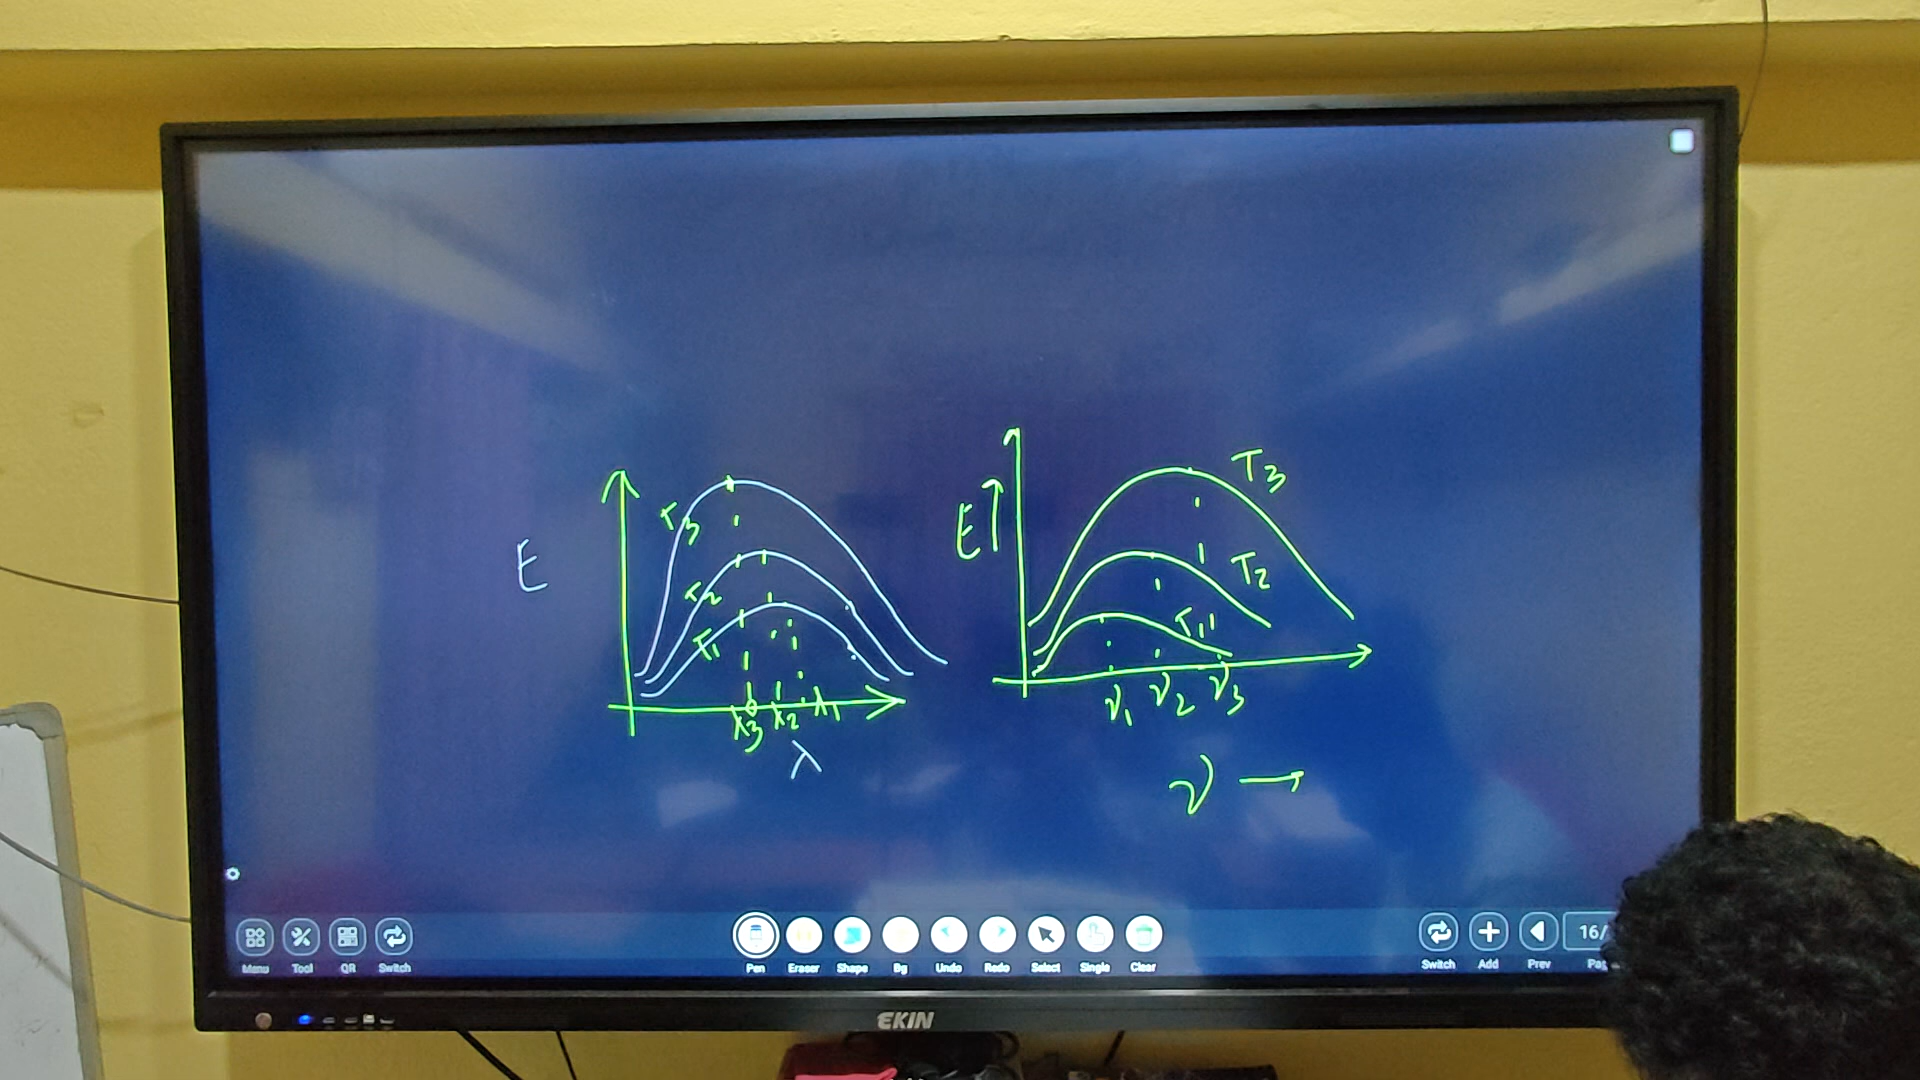 E
T3
T2
T1
λ3 λ2 λ1
λ
E
T3
T2
T1
ν1 ν2 ν3
ν →
Menu Tool QR Switch
Pen Eraser Shape Bg Undo Redo Select Single Clear
Switch Add Prev
16/
EKIN